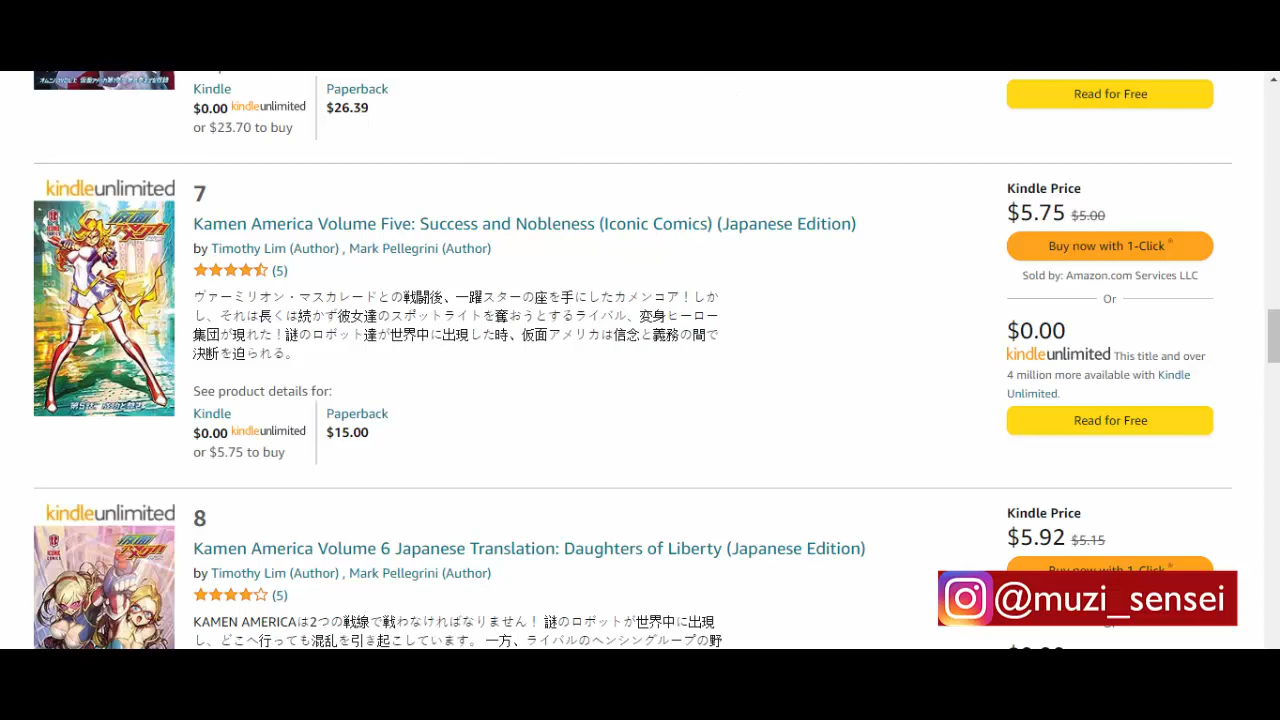 Kindle
Paperback
$0.00 kindleunlimited
$26.39
or $23.70 to buy
Read for Free
kindleunlimited
7
Kamen America Volume Five: Success and Nobleness (Iconic Comics) (Japanese Edition)
by Timothy Lim (Author) , Mark Pellegrini (Author)
(5)
ヴァーミリオン・マスカレードとの戦闘後、一躍スターの座を手にしたカメンコア！しか
し、それは長くは続かず彼女達のスポットライトを奪おうとするライバル、変身ヒーロー
集団が現れた！謎のロボット達が世界中に出現した時、仮面アメリカは信念と義務の間で
決断を迫られる。
See product details for:
Kindle
Paperback
$0.00 kindleunlimited
$15.00
or $5.75 to buy
Kindle Price
$5.75 $5.00
Buy now with 1-Click ®
Sold by: Amazon.com Services LLC
Or
$0.00
kindleunlimited This title and over
4 million more available with Kindle
Unlimited.
Read for Free
kindleunlimited
8
Kamen America Volume 6 Japanese Translation: Daughters of Liberty (Japanese Edition)
by Timothy Lim (Author) , Mark Pellegrini (Author)
(5)
KAMEN AMERICAは2つの戦線で戦わなければなりません！ 謎のロボットが世界中に出現
し、どこへ行っても混乱を引き起こしています。 一方、ライバルのヘンシングループの野
Kindle Price
$5.92 $5.15
Buy now with 1-Click ®
@muzi_sensei